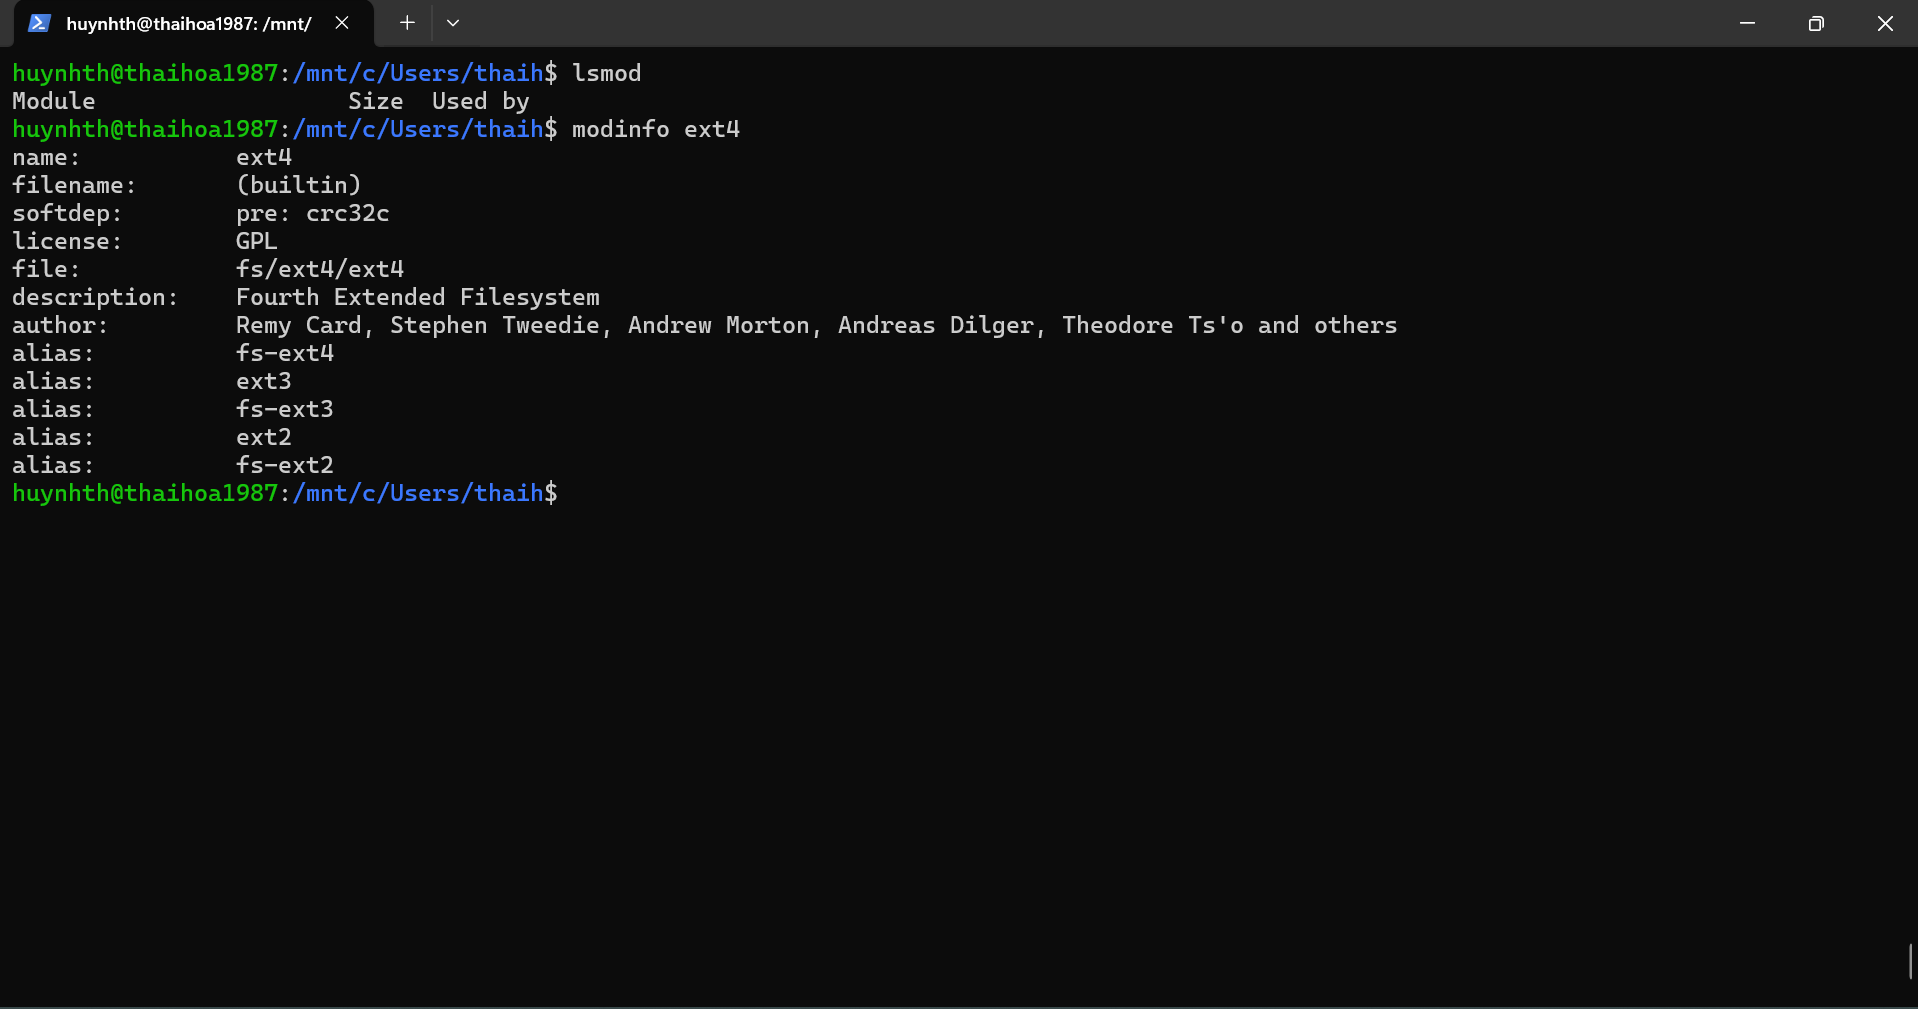 huynhth@thaihoa1987: /mnt/
huynhth@thaihoa1987:/mnt/c/Users/thaih$ lsmod
Module                  Size  Used by
huynhth@thaihoa1987:/mnt/c/Users/thaih$ modinfo ext4
name:           ext4
filename:       (builtin)
softdep:        pre: crc32c
license:        GPL
file:           fs/ext4/ext4
description:    Fourth Extended Filesystem
author:         Remy Card, Stephen Tweedie, Andrew Morton, Andreas Dilger, Theodore Ts'o and others
alias:          fs-ext4
alias:          ext3
alias:          fs-ext3
alias:          ext2
alias:          fs-ext2
huynhth@thaihoa1987:/mnt/c/Users/thaih$